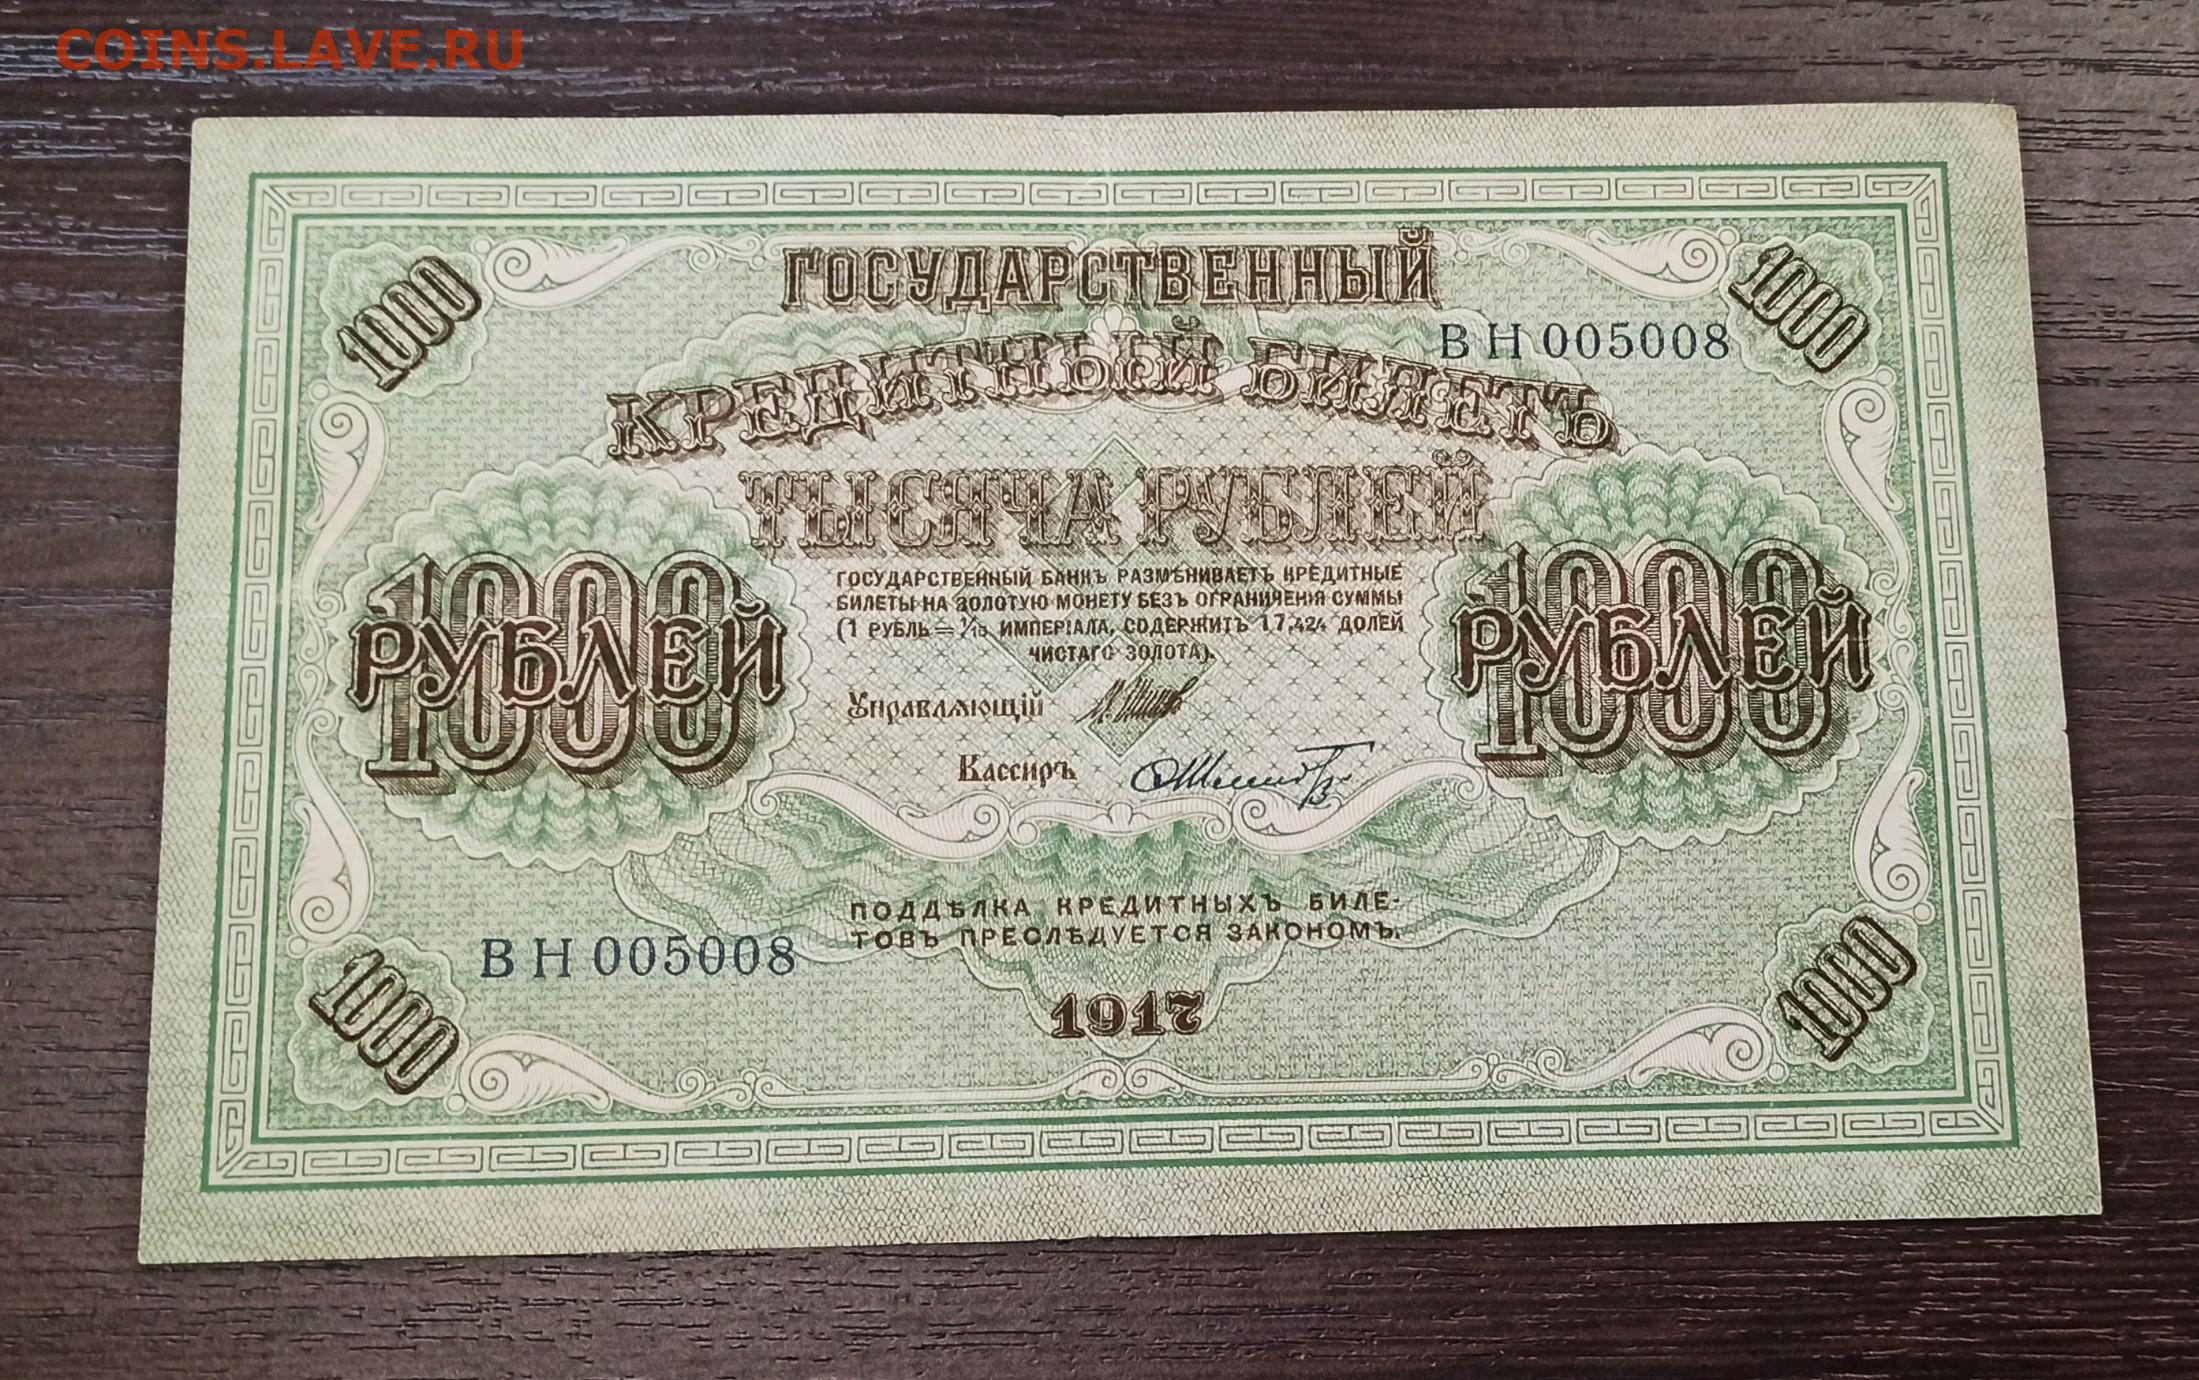 COINS.LAVE.RU
1000
ГОСУДАРСТВЕННЫЙ
1000
КРЕДИТНЫЙ БИЛЕТЪ
ВН 005008
ТЫСЯЧА РУБЛЕЙ
1000
РУБЛЕЙ
ГОСУДАРСТВЕННЫЙ БАНКЪ РАЗМѢНИВАЕТЪ КРЕДИТНЫЕ
БИЛЕТЫ НА ЗОЛОТУЮ МОНЕТУ БЕЗЪ ОГРАНИЧЕНІЯ СУММЫ
(1 РУБЛЬ = 1/15 ИМПЕРІАЛА, СОДЕРЖИТЪ 17,424 ДОЛЕЙ
ЧИСТАГО ЗОЛОТА).
1000
РУБЛЕЙ
Управляющій
Кассиръ
ПОДДѢЛКА КРЕДИТНЫХЪ БИЛЕ-
ТОВЪ ПРЕСЛѢДУЕТСЯ ЗАКОНОМЪ.
ВН 005008
1000
1917
1000